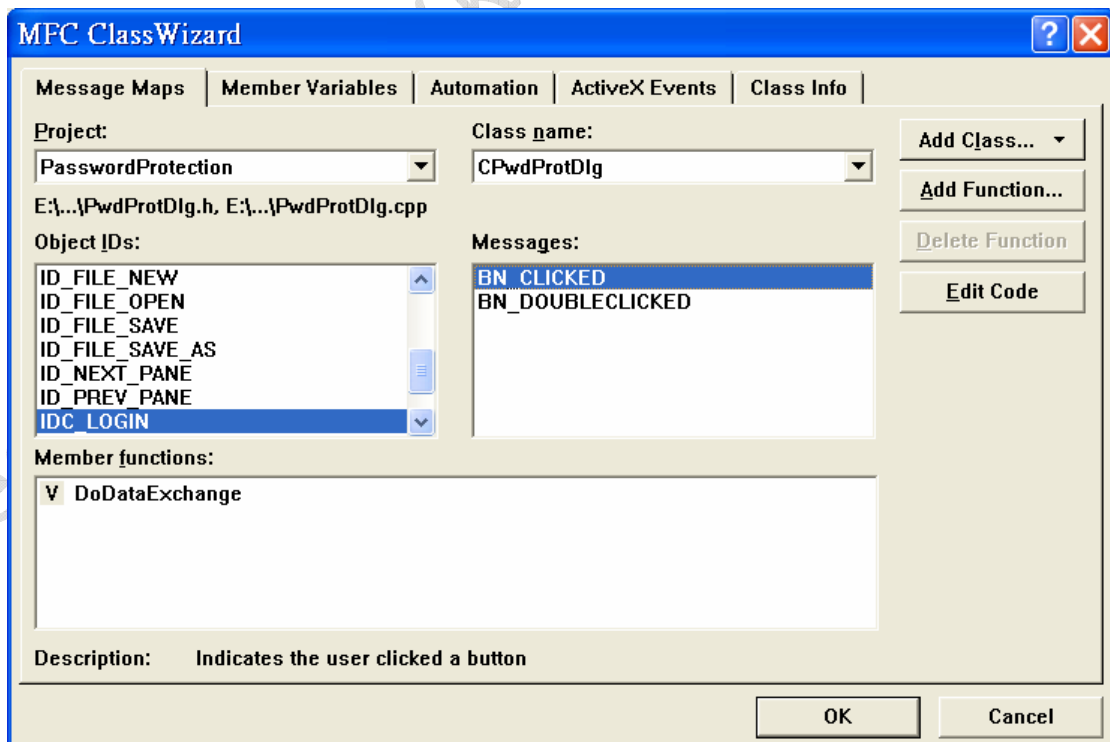 MFC ClassWizard
Message Maps Member Variables Automation ActiveX Events Class Info
Project: Class name:
PasswordProtection CPwdProtDlg
E:\...\PwdProtDlg.h, E:\...\PwdProtDlg.cpp
Object IDs: Messages:
ID_FILE_NEW
ID_FILE_OPEN
ID_FILE_SAVE
ID_FILE_SAVE_AS
ID_NEXT_PANE
ID_PREV_PANE
IDC_LOGIN
BN_CLICKED
BN_DOUBLECLICKED
Add Class...
Add Function...
Delete Function
Edit Code
Member functions:
V DoDataExchange
Description: Indicates the user clicked a button
OK Cancel